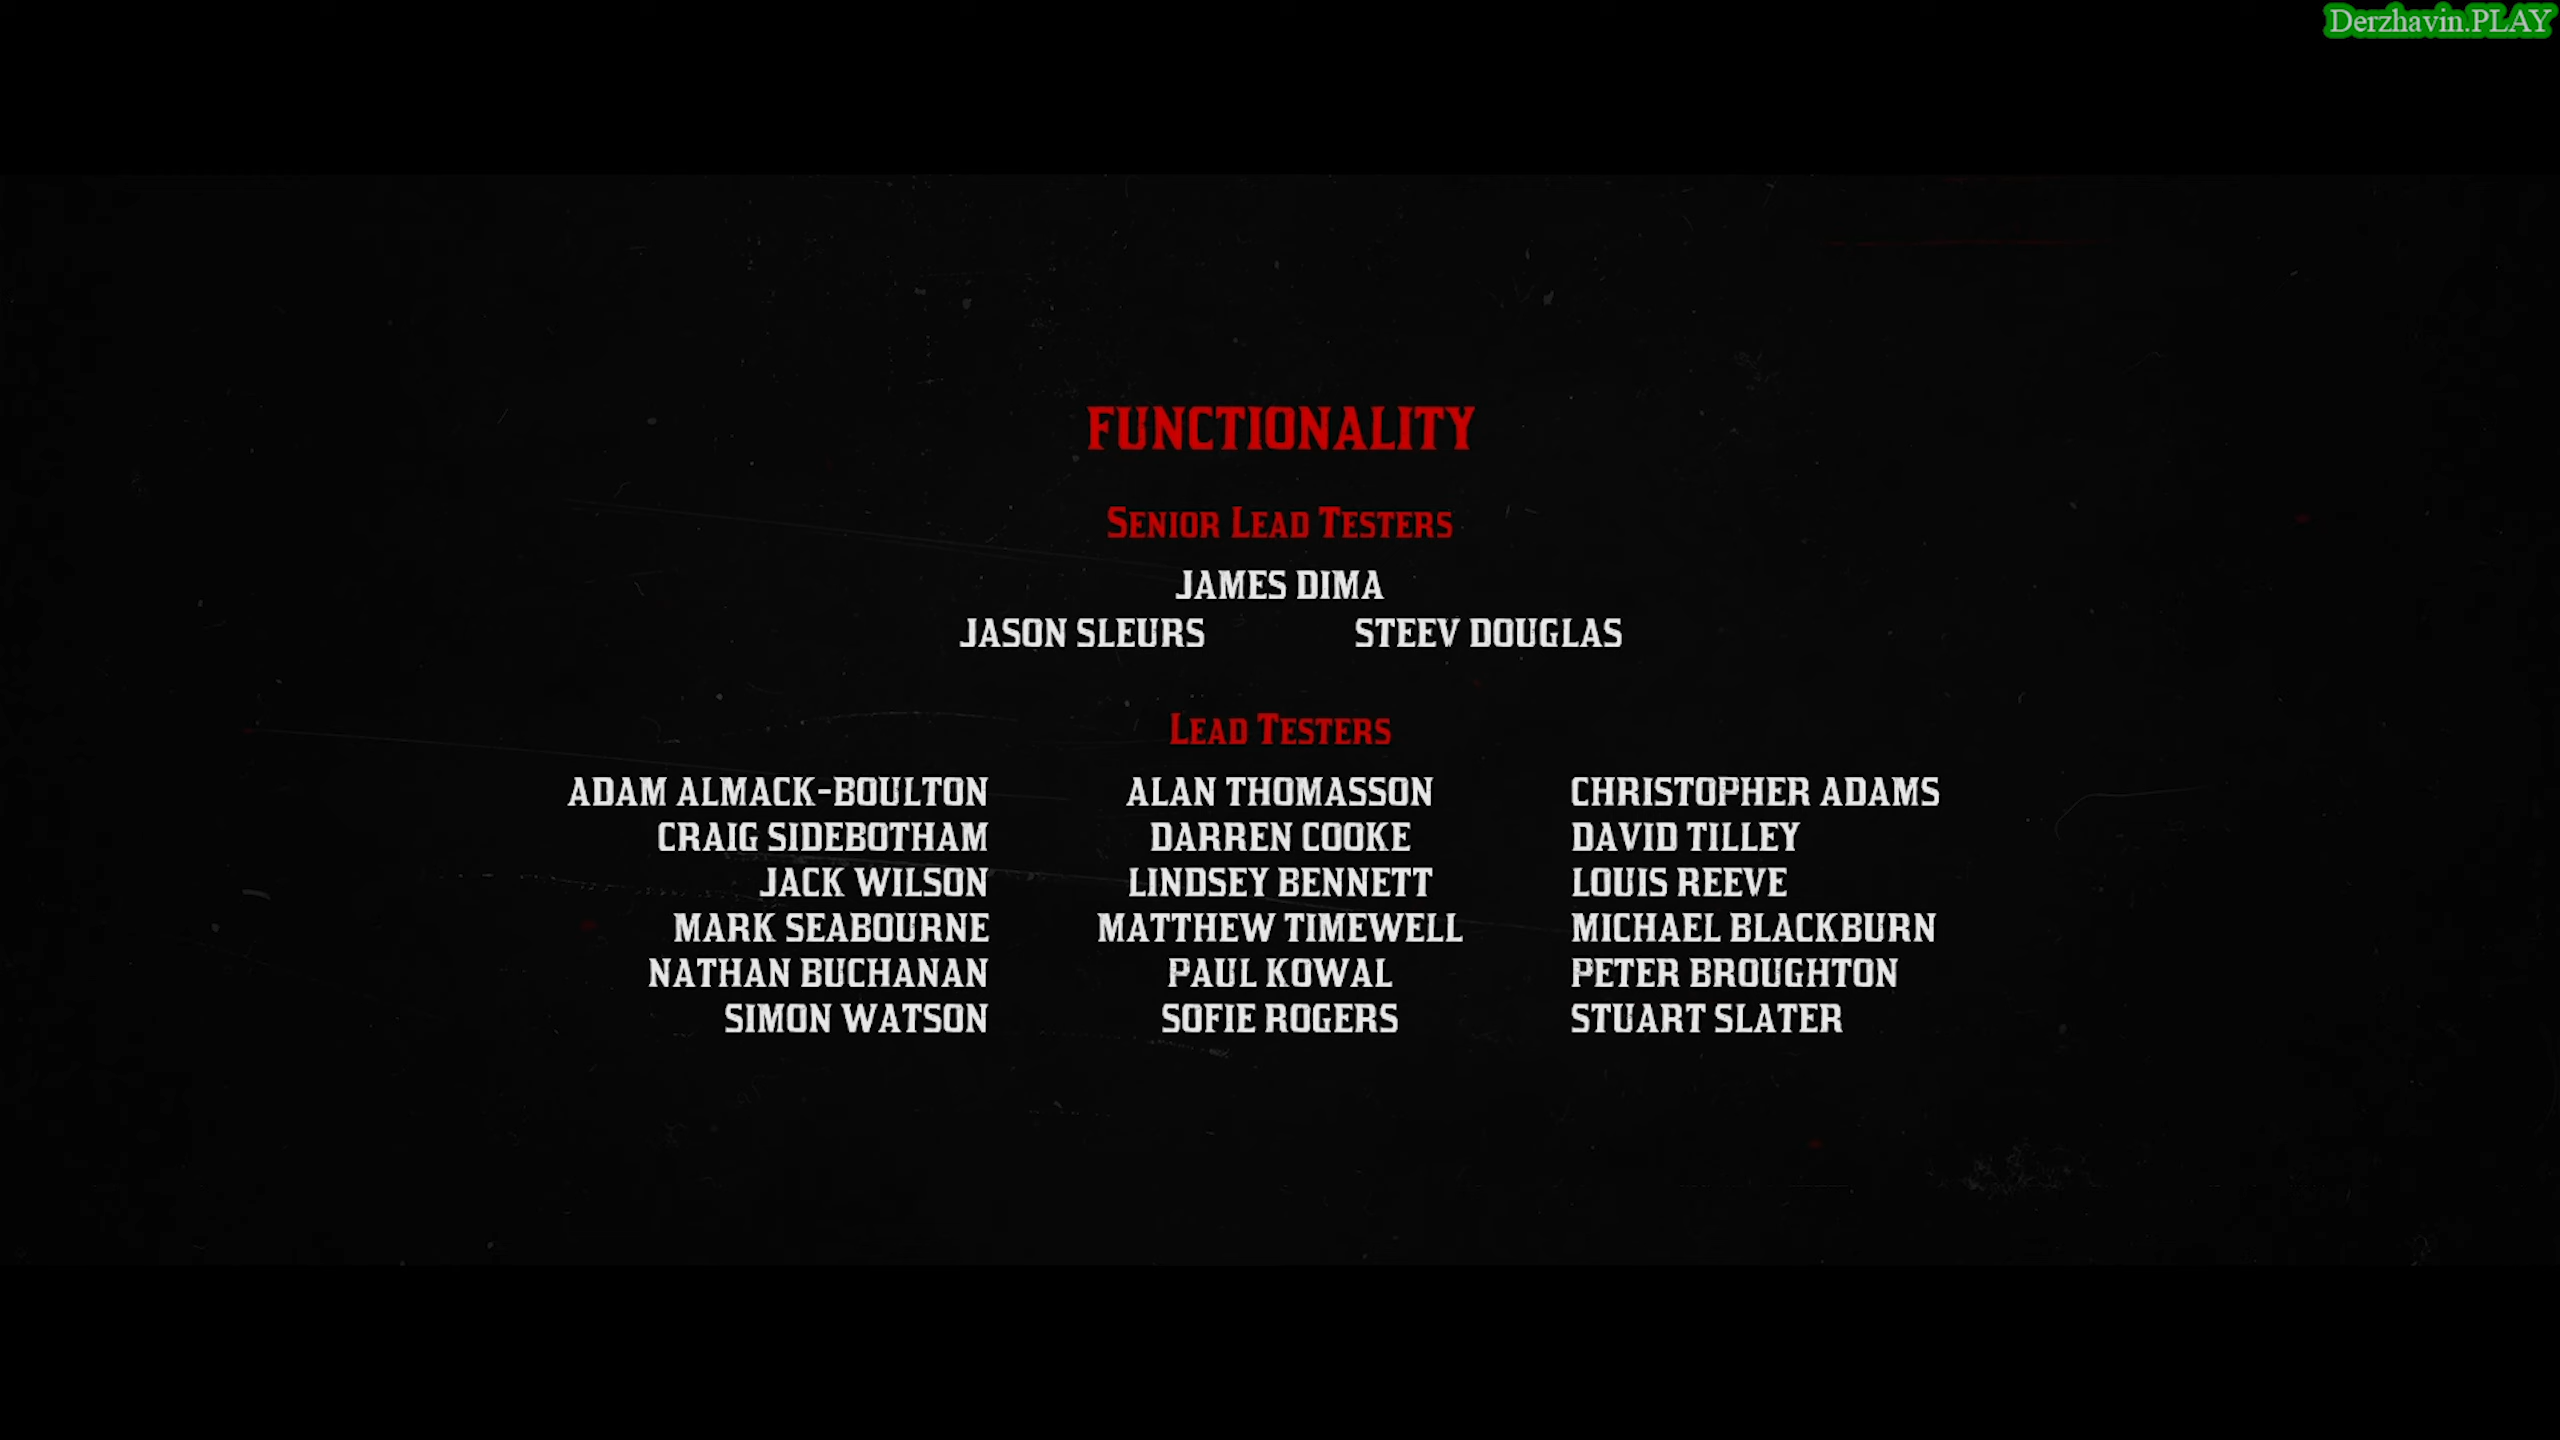 Derzhavin.PLAY
FUNCTIONALITY
SENIOR LEAD TESTERS
JAMES DIMA
JASON SLEURS STEEV DOUGLAS
LEAD TESTERS
ADAM ALMACK-BOULTON ALAN THOMASSON CHRISTOPHER ADAMS
CRAIG SIDEBOTHAM DARREN COOKE DAVID TILLEY
JACK WILSON LINDSEY BENNETT LOUIS REEVE
MARK SEABOURNE MATTHEW TIMEWELL MICHAEL BLACKBURN
NATHAN BUCHANAN PAUL KOWAL PETER BROUGHTON
SIMON WATSON SOFIE ROGERS STUART SLATER